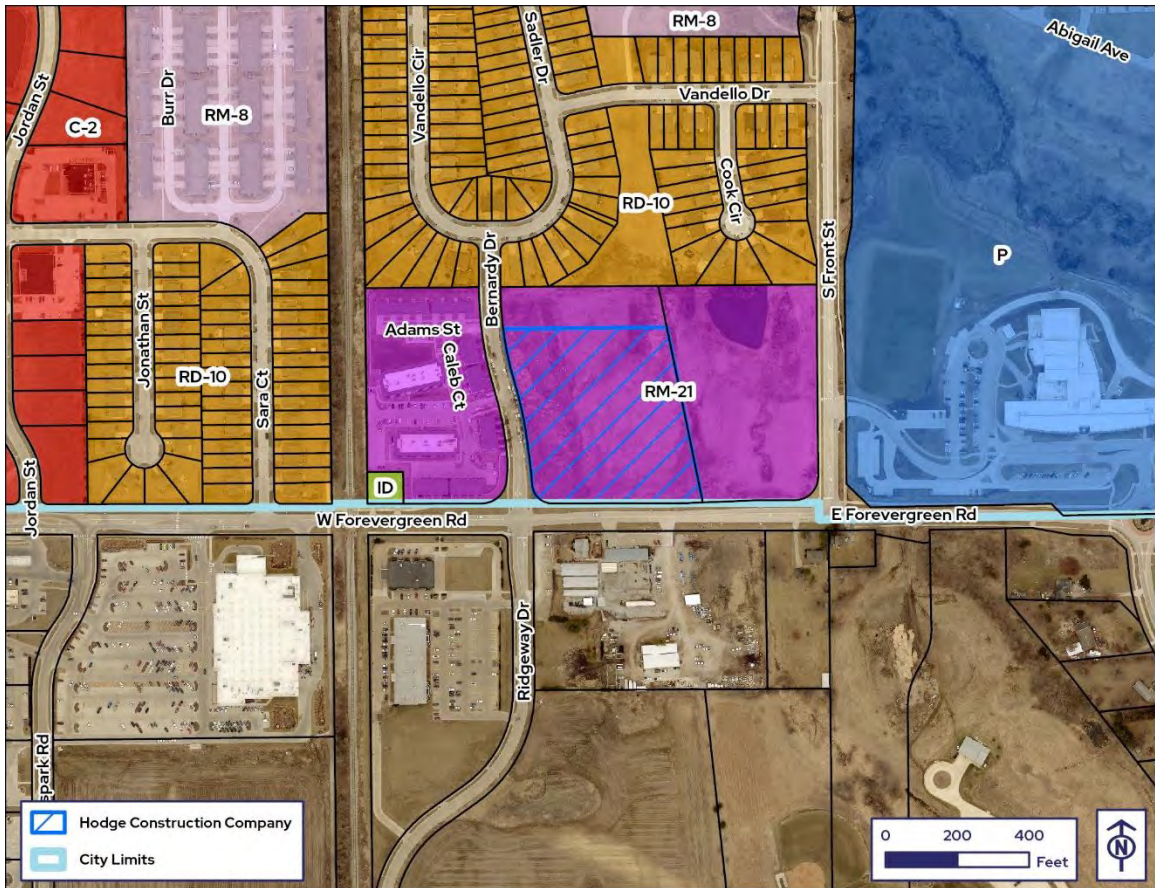 RM-8
Abigail Ave
Jordan St
Burr Dr
Vandello Cir
Sadler Dr
Vandello Dr
C-2
RM-8
Cook Cir
RD-10
S Front St
P
Bernardy Dr
Jonathan St
Adams St
Caleb Ct
RD-10
Sara Ct
RM-21
Jordan St
ID
W Forevergreen Rd
E Forevergreen Rd
Ridgeway Dr
spark Rd
Hodge Construction Company
City Limits
0 200 400
Feet
N